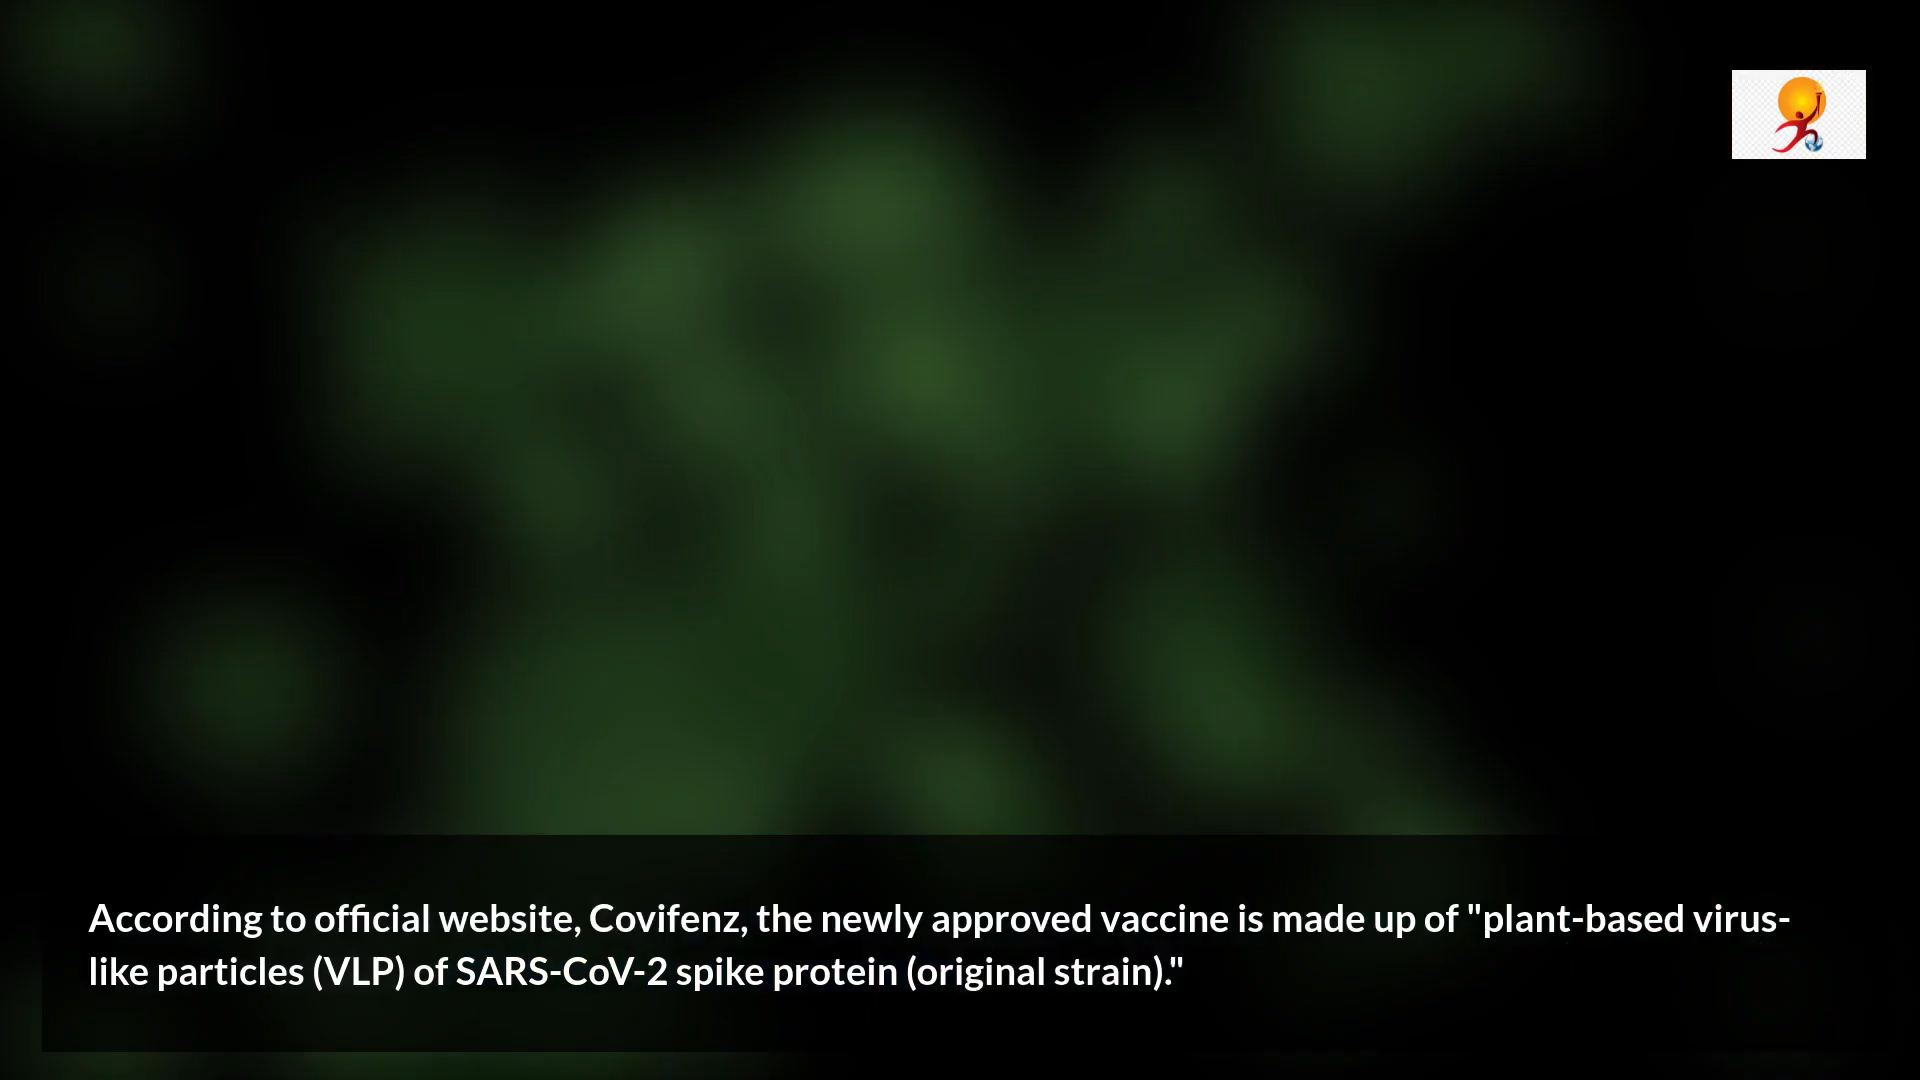 According to official website, Covifenz, the newly approved vaccine is made up of "plant-based virus-
like particles (VLP) of SARS-CoV-2 spike protein (original strain)."